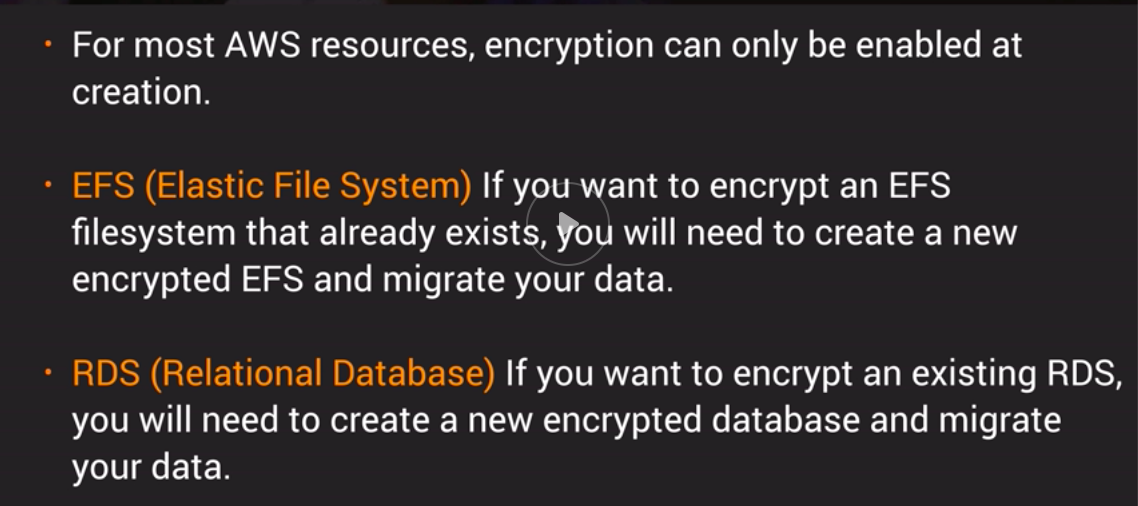 • For most AWS resources, encryption can only be enabled at
creation.
• EFS (Elastic File System) If you want to encrypt an EFS
filesystem that already exists, you will need to create a new
encrypted EFS and migrate your data.
• RDS (Relational Database) If you want to encrypt an existing RDS,
you will need to create a new encrypted database and migrate
your data.